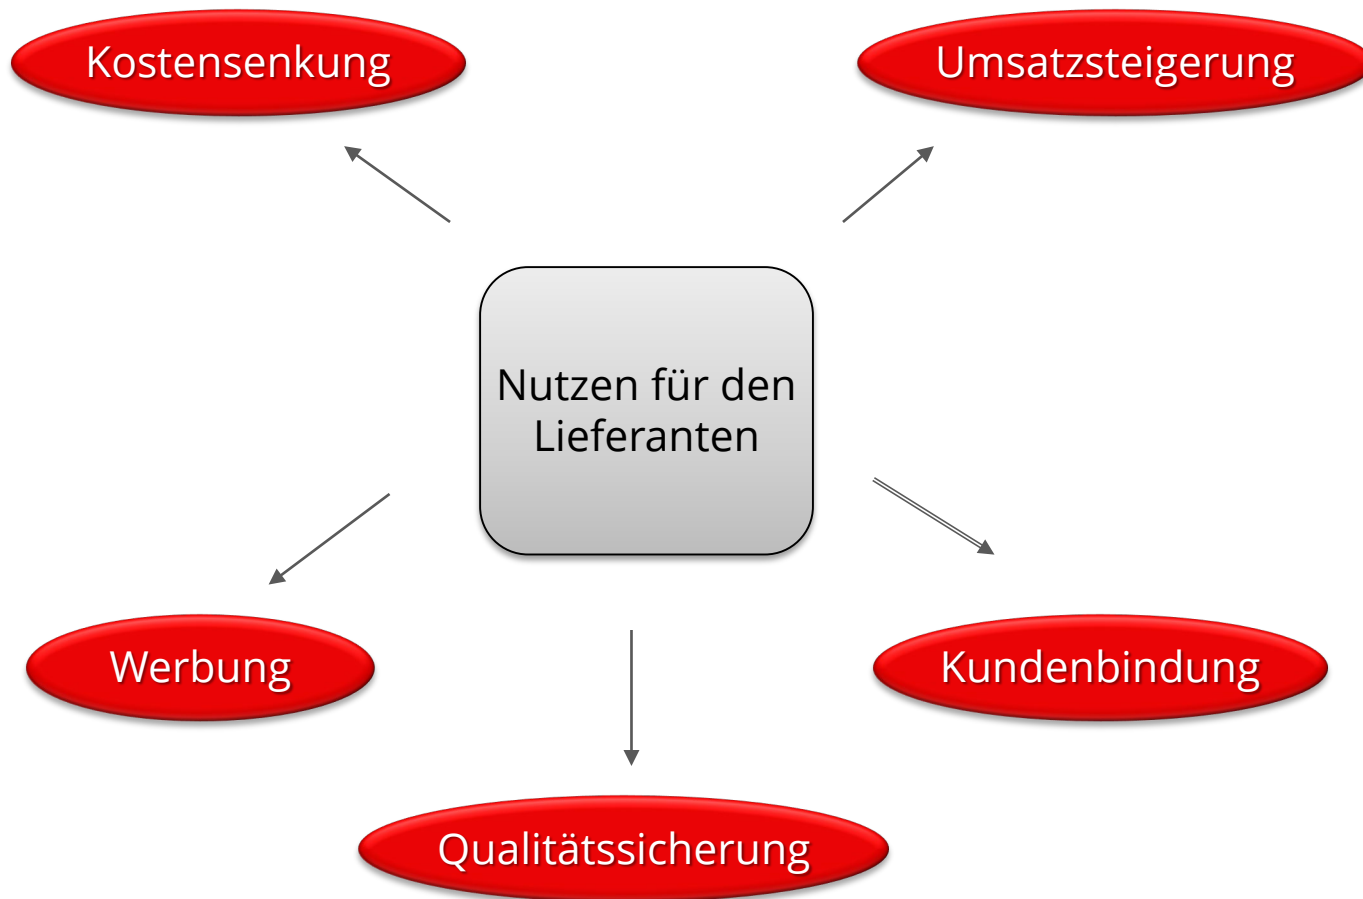 Kostensenkung
Umsatzsteigerung
Nutzen für den
Lieferanten
Werbung
Kundenbindung
Qualitätssicherung